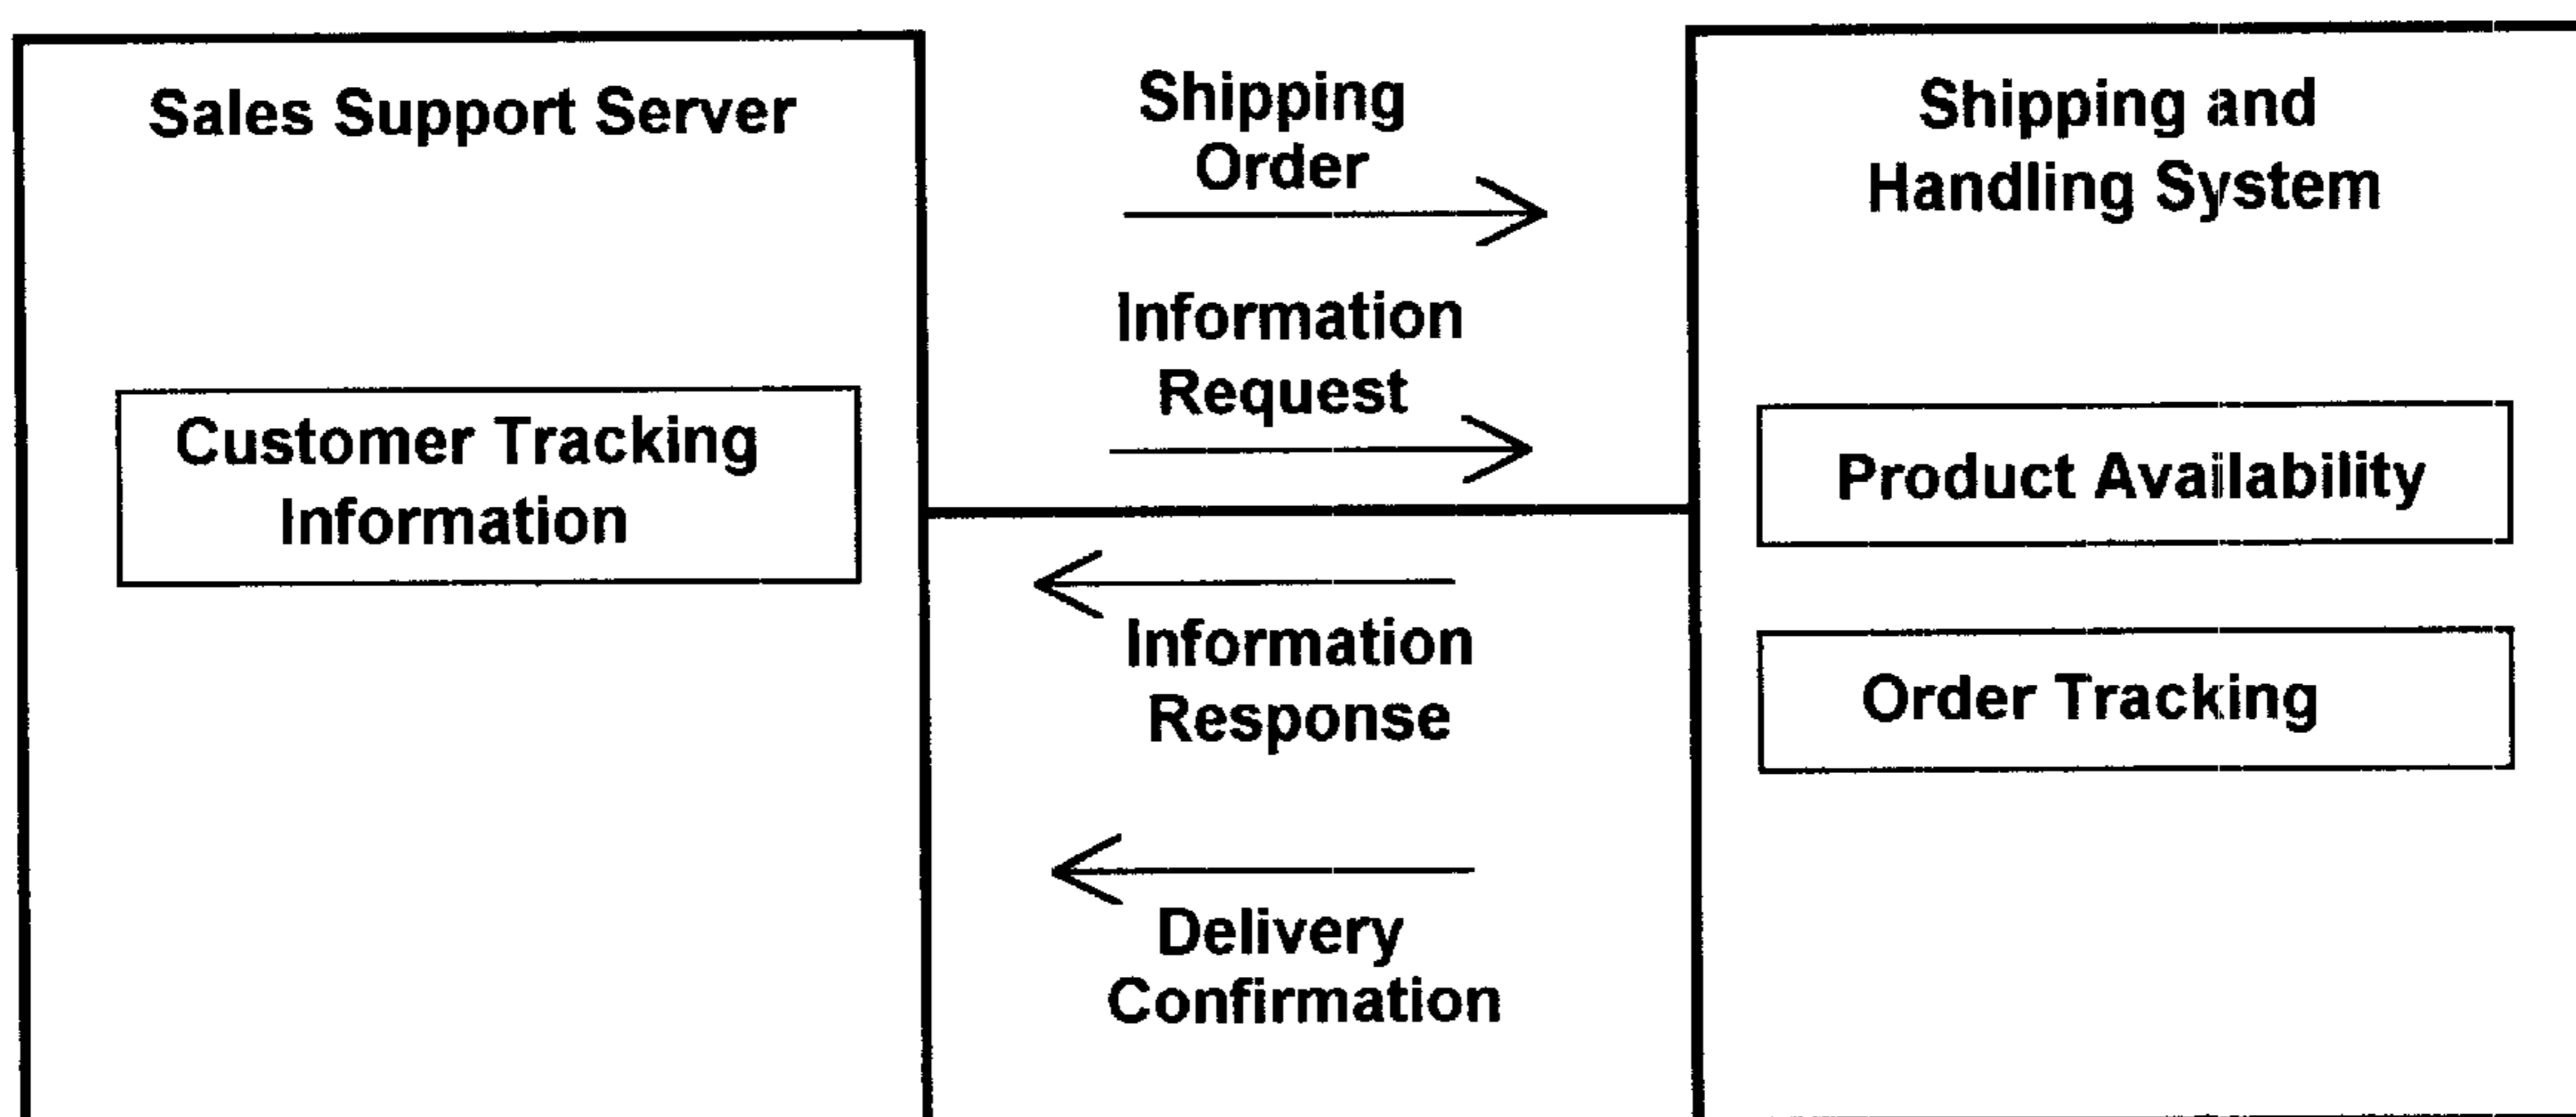 Sales Support Server
Customer Tracking
Information
Shipping
Order
Information
Request
Information
Response
Delivery
Confirmation
Shipping and
Handling System
Product Availability
Order Tracking